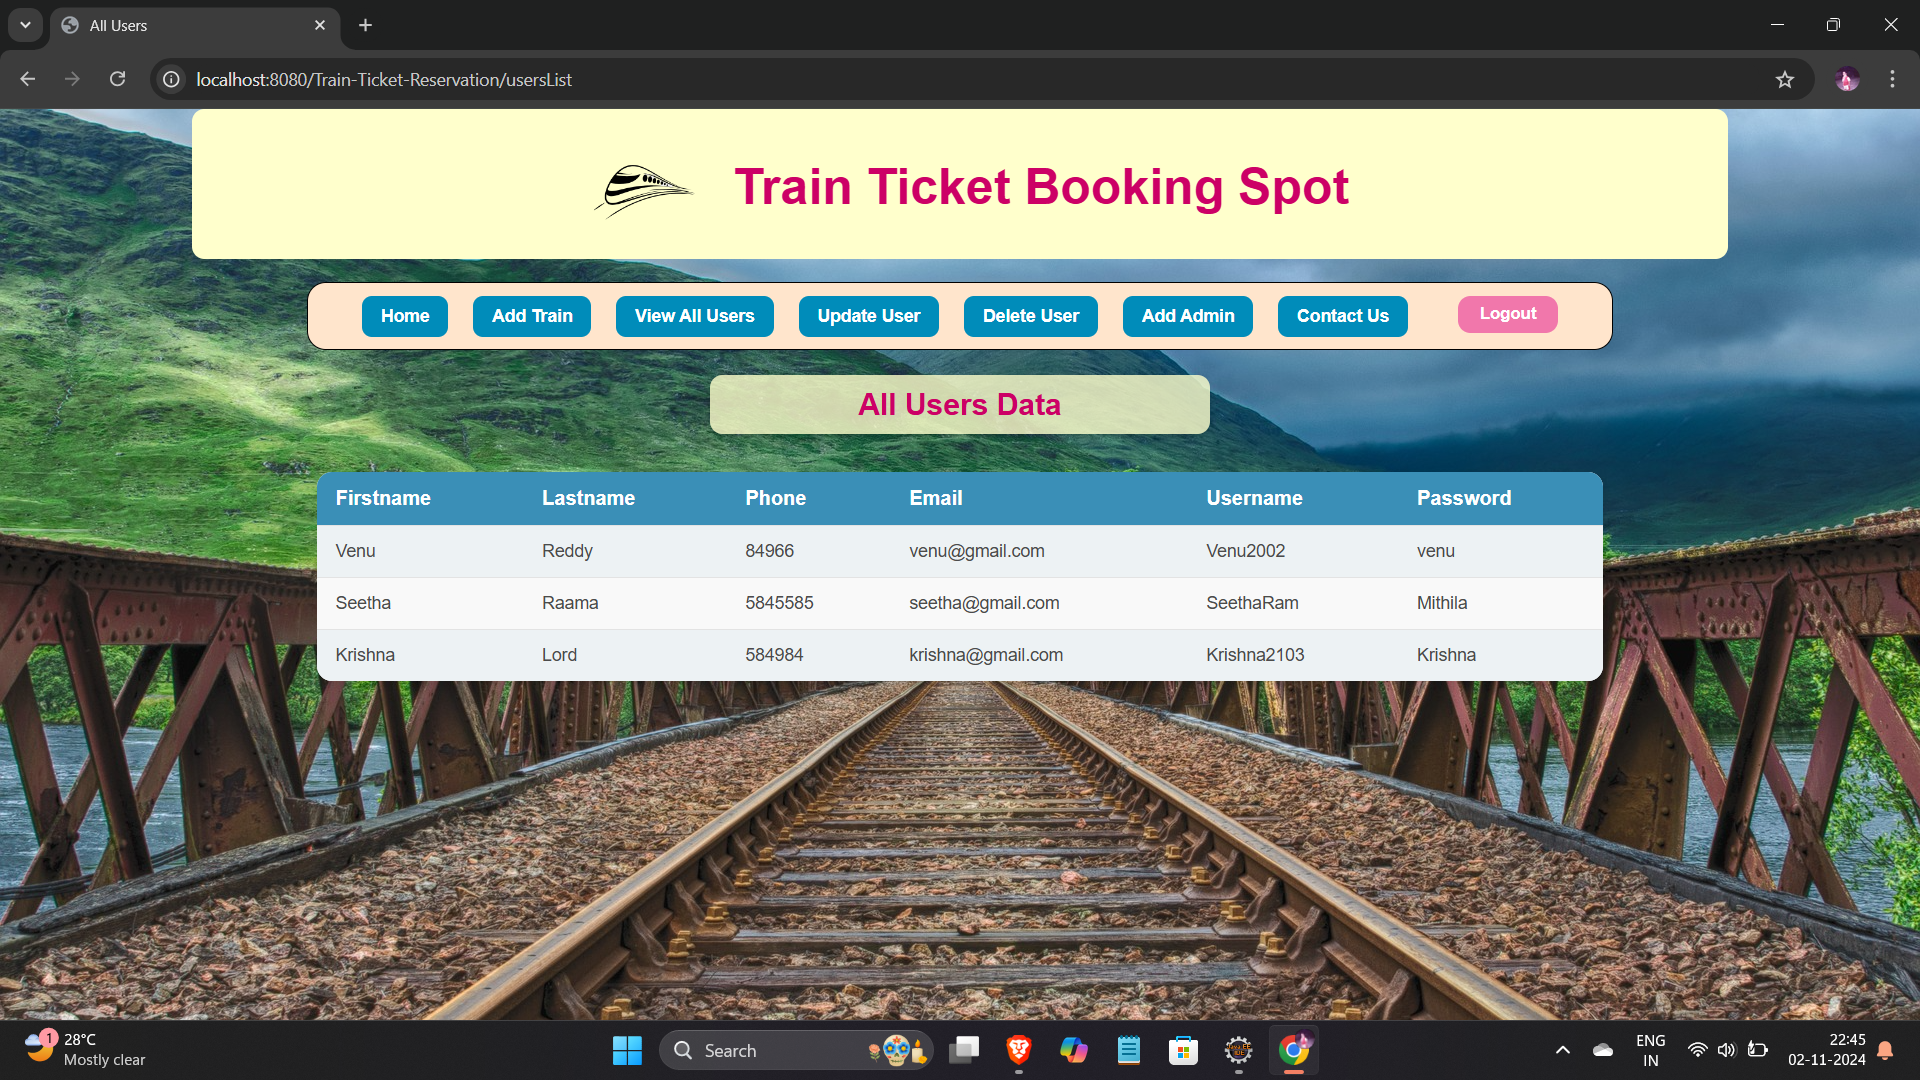 All Users
localhost:8080/Train-Ticket-Reservation/usersList
Train Ticket Booking Spot
Home Add Train View All Users Update User Delete User Add Admin Contact Us Logout
All Users Data
Firstname Lastname Phone Email Username Password
Venu Reddy 84966 venu@gmail.com Venu2002 venu
Seetha Raama 5845585 seetha@gmail.com SeethaRam Mithila
Krishna Lord 584984 krishna@gmail.com Krishna2103 Krishna
1 28°C
Mostly clear
Search
ENG
IN
22:45
02-11-2024